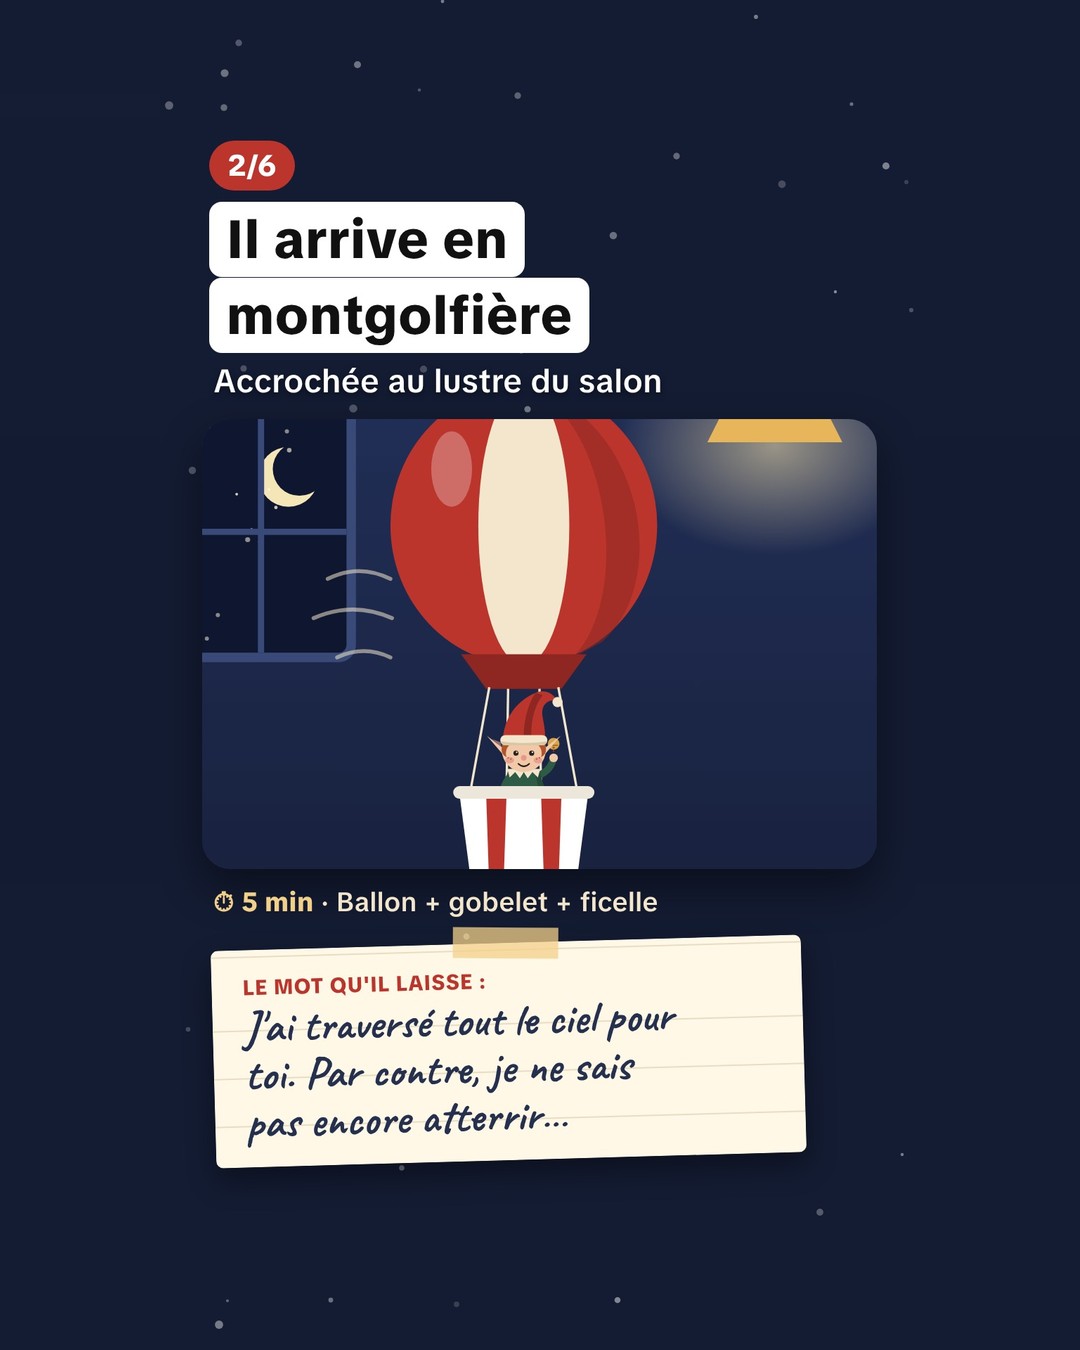 2/6
Il arrive en
montgolfière
Accrochée au lustre du salon
⏱ 5 min · Ballon + gobelet + ficelle
LE MOT QU'IL LAISSE :
J'ai traversé tout le ciel pour
toi. Par contre, je ne sais
pas encore atterrir...